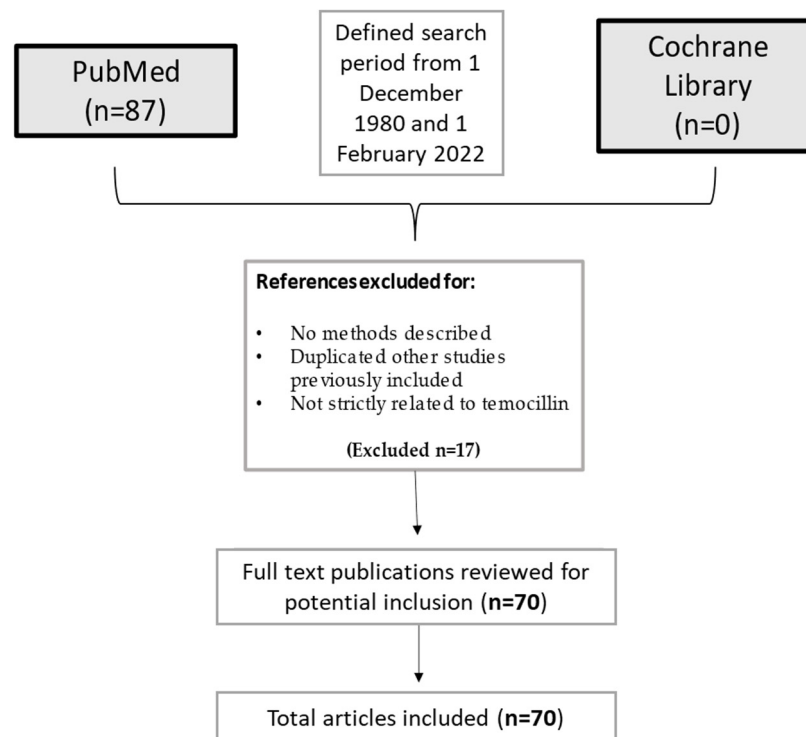 PubMed
(n=87)
Defined search
period from 1
December
1980 and 1
February 2022
Cochrane
Library
(n=0)
References excluded for:
• No methods described
• Duplicated other studies
previously included
• Not strictly related to temocillin
(Excluded n=17)
Full text publications reviewed for
potential inclusion (n=70)
Total articles included (n=70)